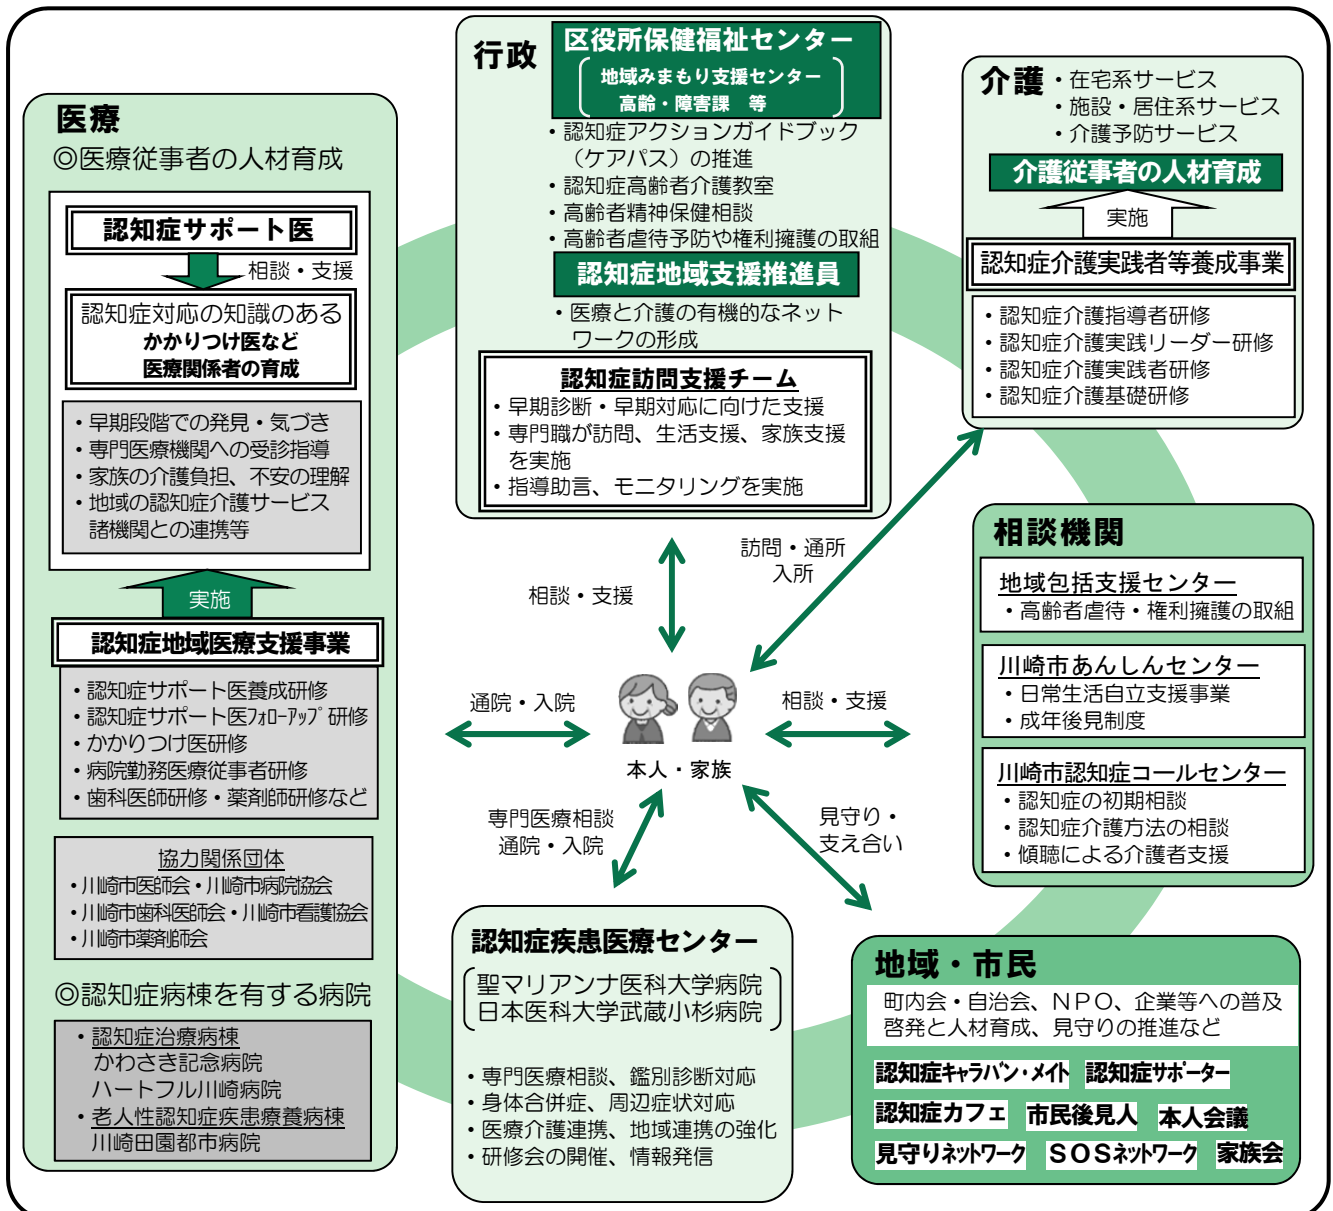 行政
区役所保健福祉センター
地域みまもり支援センター
高齢・障害課　等
・認知症アクションガイドブック
（ケアパス）の推進
・認知症高齢者介護教室
・高齢者精神保健相談
・高齢者虐待予防や権利擁護の取組
認知症地域支援推進員
・医療と介護の有機的なネット
ワークの形成
認知症訪問支援チーム
・早期診断・早期対応に向けた支援
・専門職が訪問、生活支援、家族支援
を実施
・指導助言、モニタリングを実施
医療
◎医療従事者の人材育成
認知症サポート医
相談・支援
認知症対応の知識のある
かかりつけ医など
医療関係者の育成
・早期段階での発見・気づき
・専門医療機関への受診指導
・家族の介護負担、不安の理解
・地域の認知症介護サービス
諸機関との連携等
実施
認知症地域医療支援事業
・認知症サポート医養成研修
・認知症サポート医ﾌｫﾛｰｱｯﾌﾟ研修
・かかりつけ医研修
・病院勤務医療従事者研修
・歯科医師研修・薬剤師研修など
協力関係団体
・川崎市医師会・川崎市病院協会
・川崎市歯科医師会・川崎市看護協会
・川崎市薬剤師会
◎認知症病棟を有する病院
・認知症治療病棟
かわさき記念病院
ハートフル川崎病院
・老人性認知症疾患療養病棟
川崎田園都市病院
介護
・在宅系サービス
・施設・居住系サービス
・介護予防サービス
介護従事者の人材育成
実施
認知症介護実践者等養成事業
・認知症介護指導者研修
・認知症介護実践リーダー研修
・認知症介護実践者研修
・認知症介護基礎研修
相談機関
地域包括支援センター
・高齢者虐待・権利擁護の取組
川崎市あんしんセンター
・日常生活自立支援事業
・成年後見制度
川崎市認知症コールセンター
・認知症の初期相談
・認知症介護方法の相談
・傾聴による介護者支援
相談・支援
訪問・通所
入所
通院・入院
相談・支援
本人・家族
専門医療相談
通院・入院
見守り・
支え合い
認知症疾患医療センター
聖マリアンナ医科大学病院
日本医科大学武蔵小杉病院
・専門医療相談、鑑別診断対応
・身体合併症、周辺症状対応
・医療介護連携、地域連携の強化
・研修会の開催、情報発信
地域・市民
町内会・自治会、ＮＰＯ、企業等への普及
啓発と人材育成、見守りの推進など
認知症キャラバン・メイト　認知症サポーター
認知症カフェ　市民後見人　本人会議
見守りネットワーク　ＳＯＳネットワーク　家族会